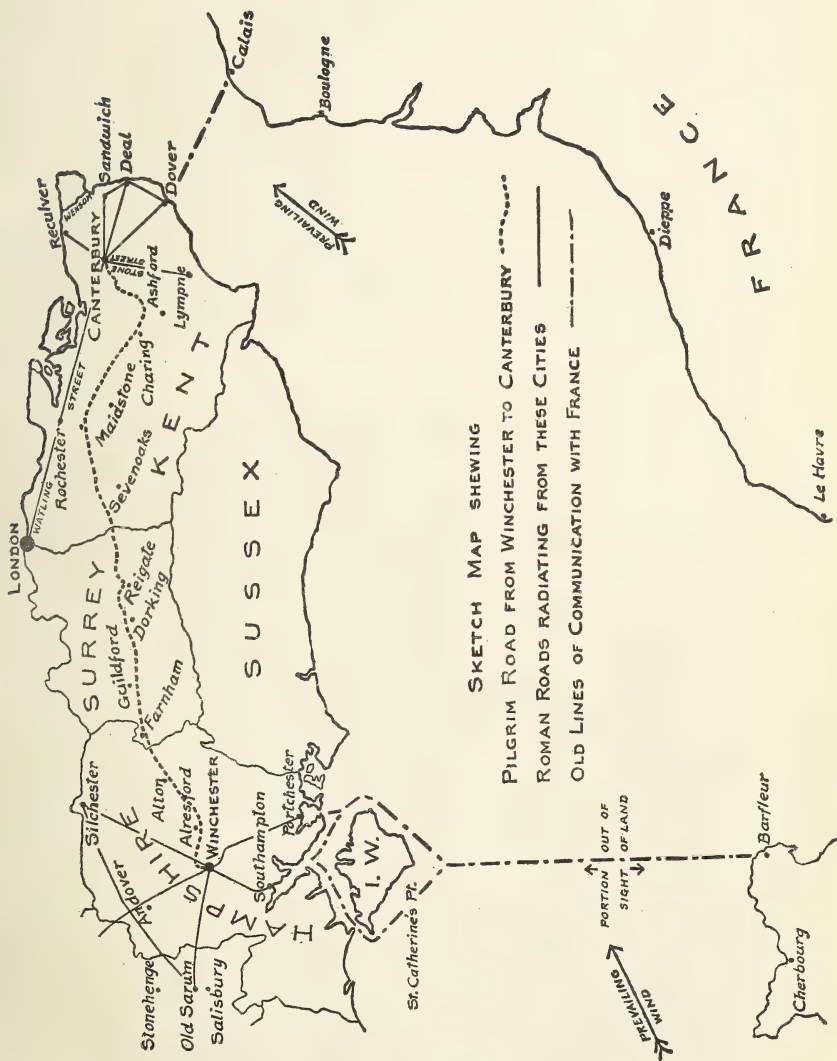 SKETCH MAP SHEWING
PILGRIM ROAD FROM WINCHESTER TO CANTERBURY
ROMAN ROADS RADIATING FROM THESE CITIES
OLD LINES OF COMMUNICATION WITH FRANCE
LONDON
WATLING
STREET
Rochester
Reculver
WENSOM
CANTERBURY
STONE
STREET
Sandwich
Deal
Dover
Ashford
Lympne
Charing
Maidstone
Sevenoaks
KENT
SURREY
Guildford
Reigate
Dorking
Farnham
SUSSEX
HAMPSHIRE
Silchester
Andover
Alton
Alresford
WINCHESTER
Stonehenge
Old Sarum
Salisbury
Southampton
Portchester
I. W.
St. Catherine's Pt.
PORTION OUT OF
SIGHT OF LAND
PREVAILING
WIND
PREVAILING
WIND
Calais
Boulogne
Dieppe
Le Havre
FRANCE
Barfleur
Cherbourg